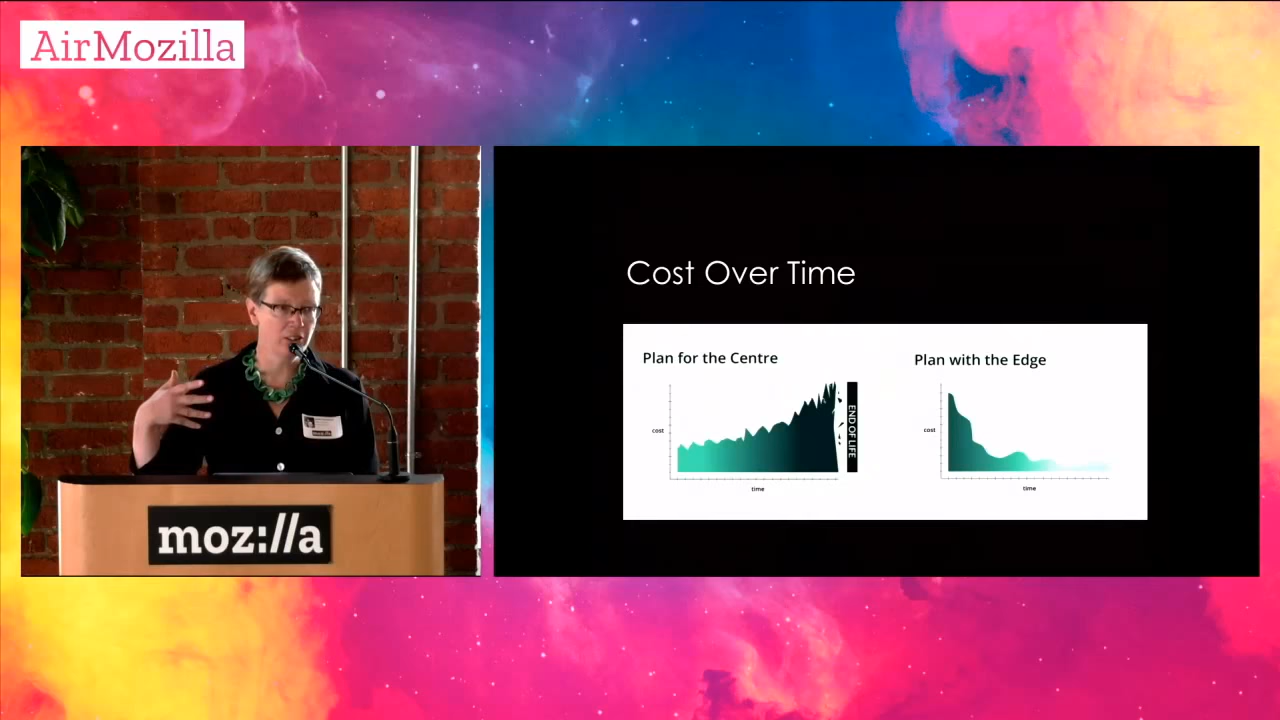 AirMozilla
Cost Over Time
Plan for the Centre
Plan with the Edge
cost
END OF LIFE
time
cost
time
moz://a